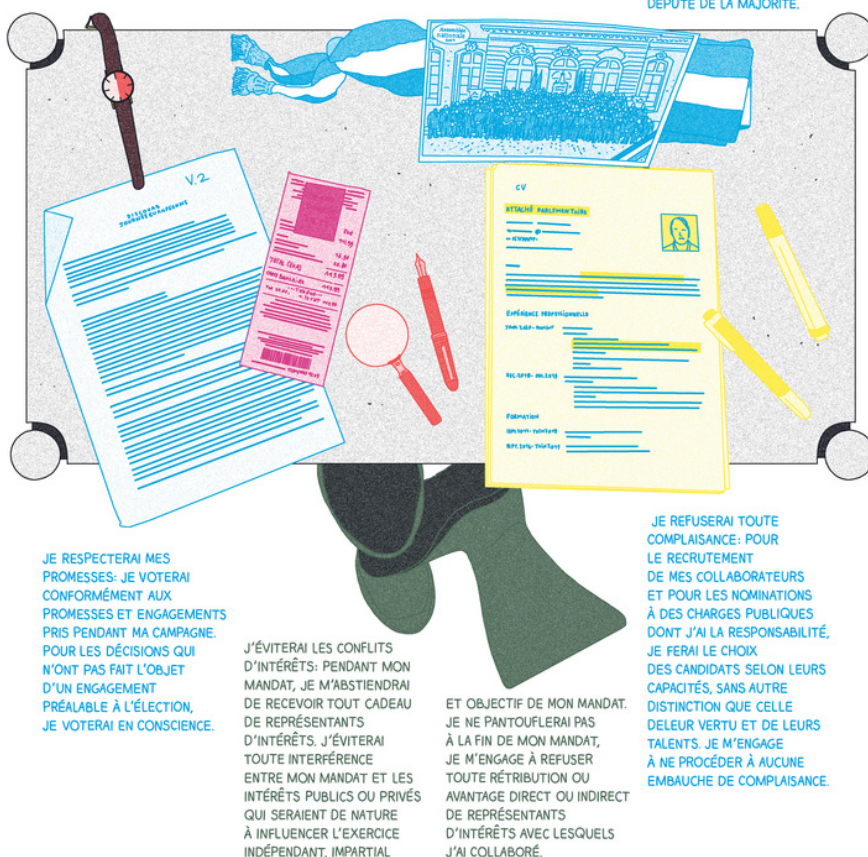 DÉPUTÉ DE LA MAJORITÉ.
Assemblée
nationale
V.2
DISCOURS
JOURNÉE EUROPÉENNE
TOTAL (EUR)
CV
ATTACHÉ PARLEMENTAIRE
EXPÉRIENCE PROFESSIONNELLE
FORMATION
JE RESPECTERAI MES
PROMESSES: JE VOTERAI
CONFORMÉMENT AUX
PROMESSES ET ENGAGEMENTS
PRIS PENDANT MA CAMPAGNE.
POUR LES DÉCISIONS QUI
N'ONT PAS FAIT L'OBJET
D'UN ENGAGEMENT
PRÉALABLE À L'ÉLECTION,
JE VOTERAI EN CONSCIENCE.
J'ÉVITERAI LES CONFLITS
D'INTÉRÊTS: PENDANT MON
MANDAT, JE M'ABSTIENDRAI
DE RECEVOIR TOUT CADEAU
DE REPRÉSENTANTS
D'INTÉRÊTS. J'ÉVITERAI
TOUTE INTERFÉRENCE
ENTRE MON MANDAT ET LES
INTÉRÊTS PUBLICS OU PRIVÉS
QUI SERAIENT DE NATURE
À INFLUENCER L'EXERCICE
INDÉPENDANT, IMPARTIAL
ET OBJECTIF DE MON MANDAT.
JE NE PANTOUFLERAI PAS
À LA FIN DE MON MANDAT,
JE M'ENGAGE À REFUSER
TOUTE RÉTRIBUTION OU
AVANTAGE DIRECT OU INDIRECT
DE REPRÉSENTANTS
D'INTÉRÊTS AVEC LESQUELS
J'AI COLLABORÉ.
JE REFUSERAI TOUTE
COMPLAISANCE: POUR
LE RECRUTEMENT
DE MES COLLABORATEURS
ET POUR LES NOMINATIONS
À DES CHARGES PUBLIQUES
DONT J'AI LA RESPONSABILITÉ,
JE FERAI LE CHOIX
DES CANDIDATS SELON LEURS
CAPACITÉS, SANS AUTRE
DISTINCTION QUE CELLE
DELEUR VERTU ET DE LEURS
TALENTS. JE M'ENGAGE
À NE PROCÉDER À AUCUNE
EMBAUCHE DE COMPLAISANCE.